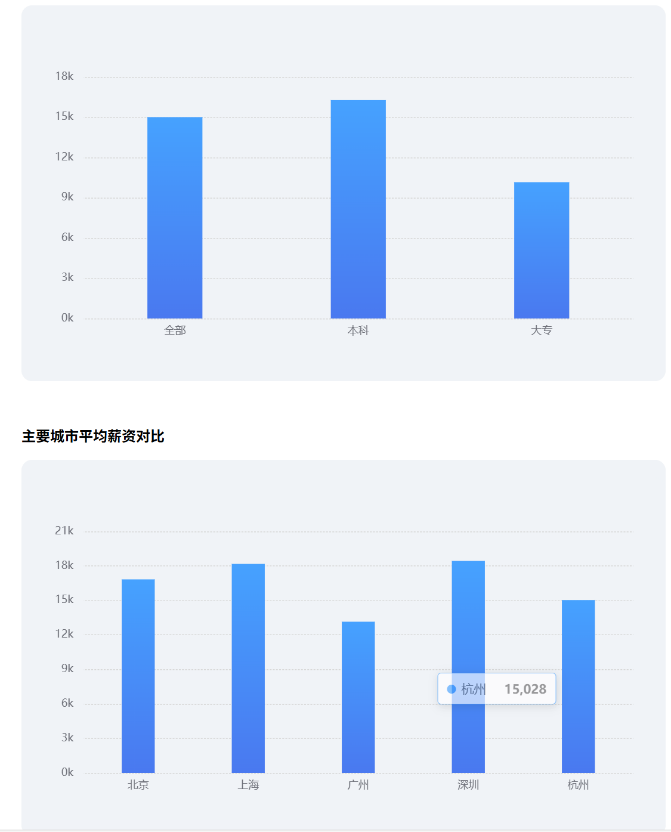 18k
15k
12k
9k
6k
3k
0k
全部 本科 大专
主要城市平均薪资对比
21k
18k
15k
12k
9k
杭州 15,028
6k
3k
0k
北京 上海 广州 深圳 杭州